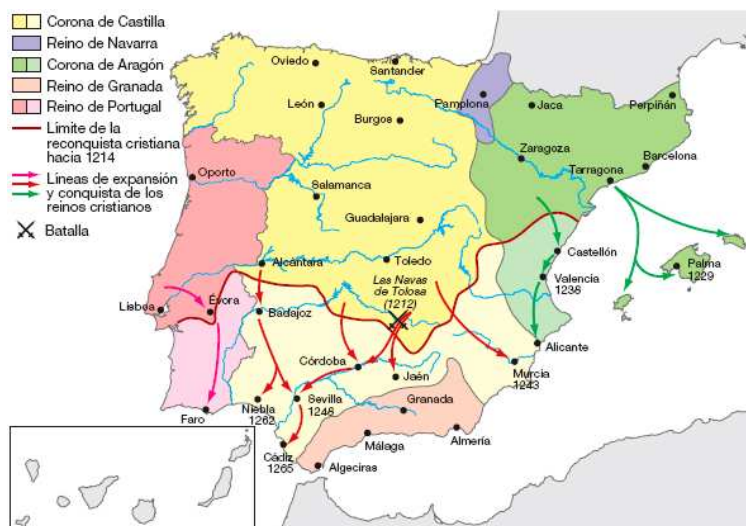 Corona de Castilla
Reino de Navarra
Corona de Aragón
Reino de Granada
Reino de Portugal
Límite de la
reconquista cristiana
hacia 1214
Líneas de expansión
y conquista de los
reinos cristianos
Batalla
Oviedo
Santander
León
Burgos
Pamplona
Jaca
Perpiñán
Zaragoza
Barcelona
Tarragona
Oporto
Salamanca
Guadalajara
Castellón
Palma
1229
Alcántara
Toledo
Valencia
1238
Las Navas
de Tolosa
(1212)
Lisboa
Évora
Badajoz
Alicante
Córdoba
Jaén
Murcia
1243
Faro
Niebla
1262
Sevilla
1248
Granada
Cádiz
1265
Málaga
Almería
Algeciras